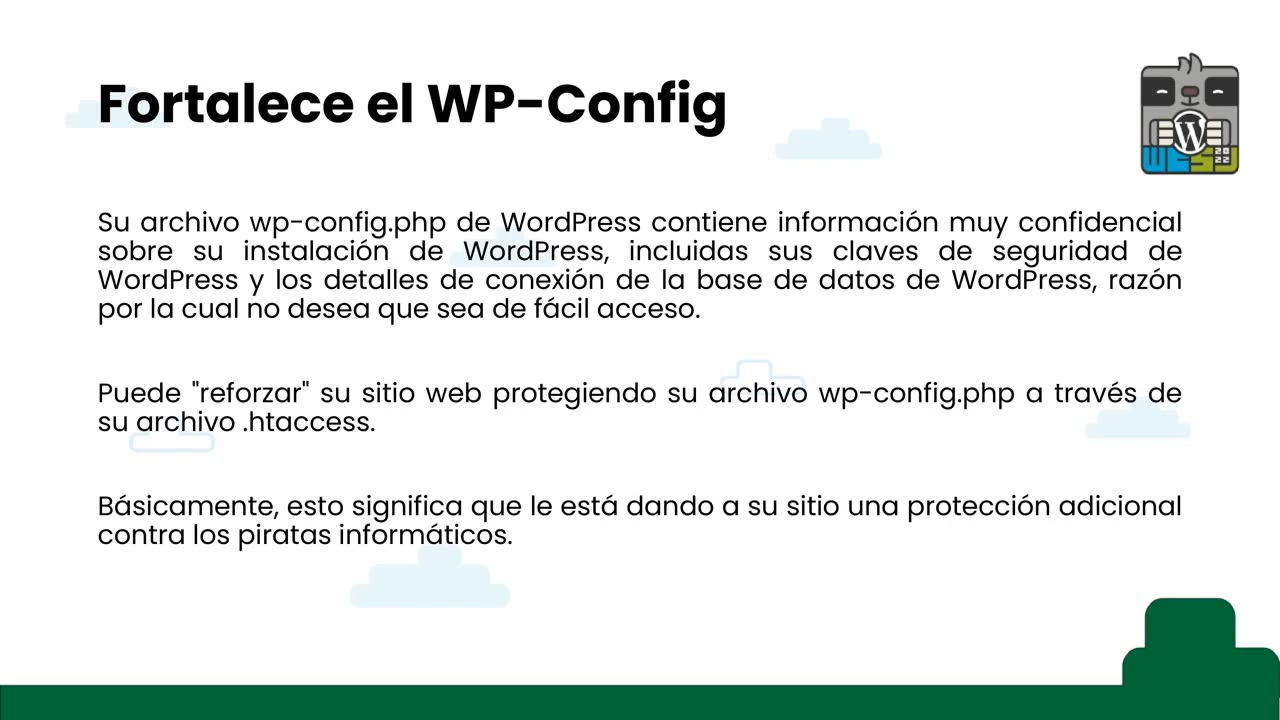 Fortalece el WP-Config
Su archivo wp-config.php de WordPress contiene información muy confidencial
sobre su instalación de WordPress, incluidas sus claves de seguridad de
WordPress y los detalles de conexión de la base de datos de WordPress, razón
por la cual no desea que sea de fácil acceso.
Puede "reforzar" su sitio web protegiendo su archivo wp-config.php a través de
su archivo .htaccess.
Básicamente, esto significa que le está dando a su sitio una protección adicional
contra los piratas informáticos.